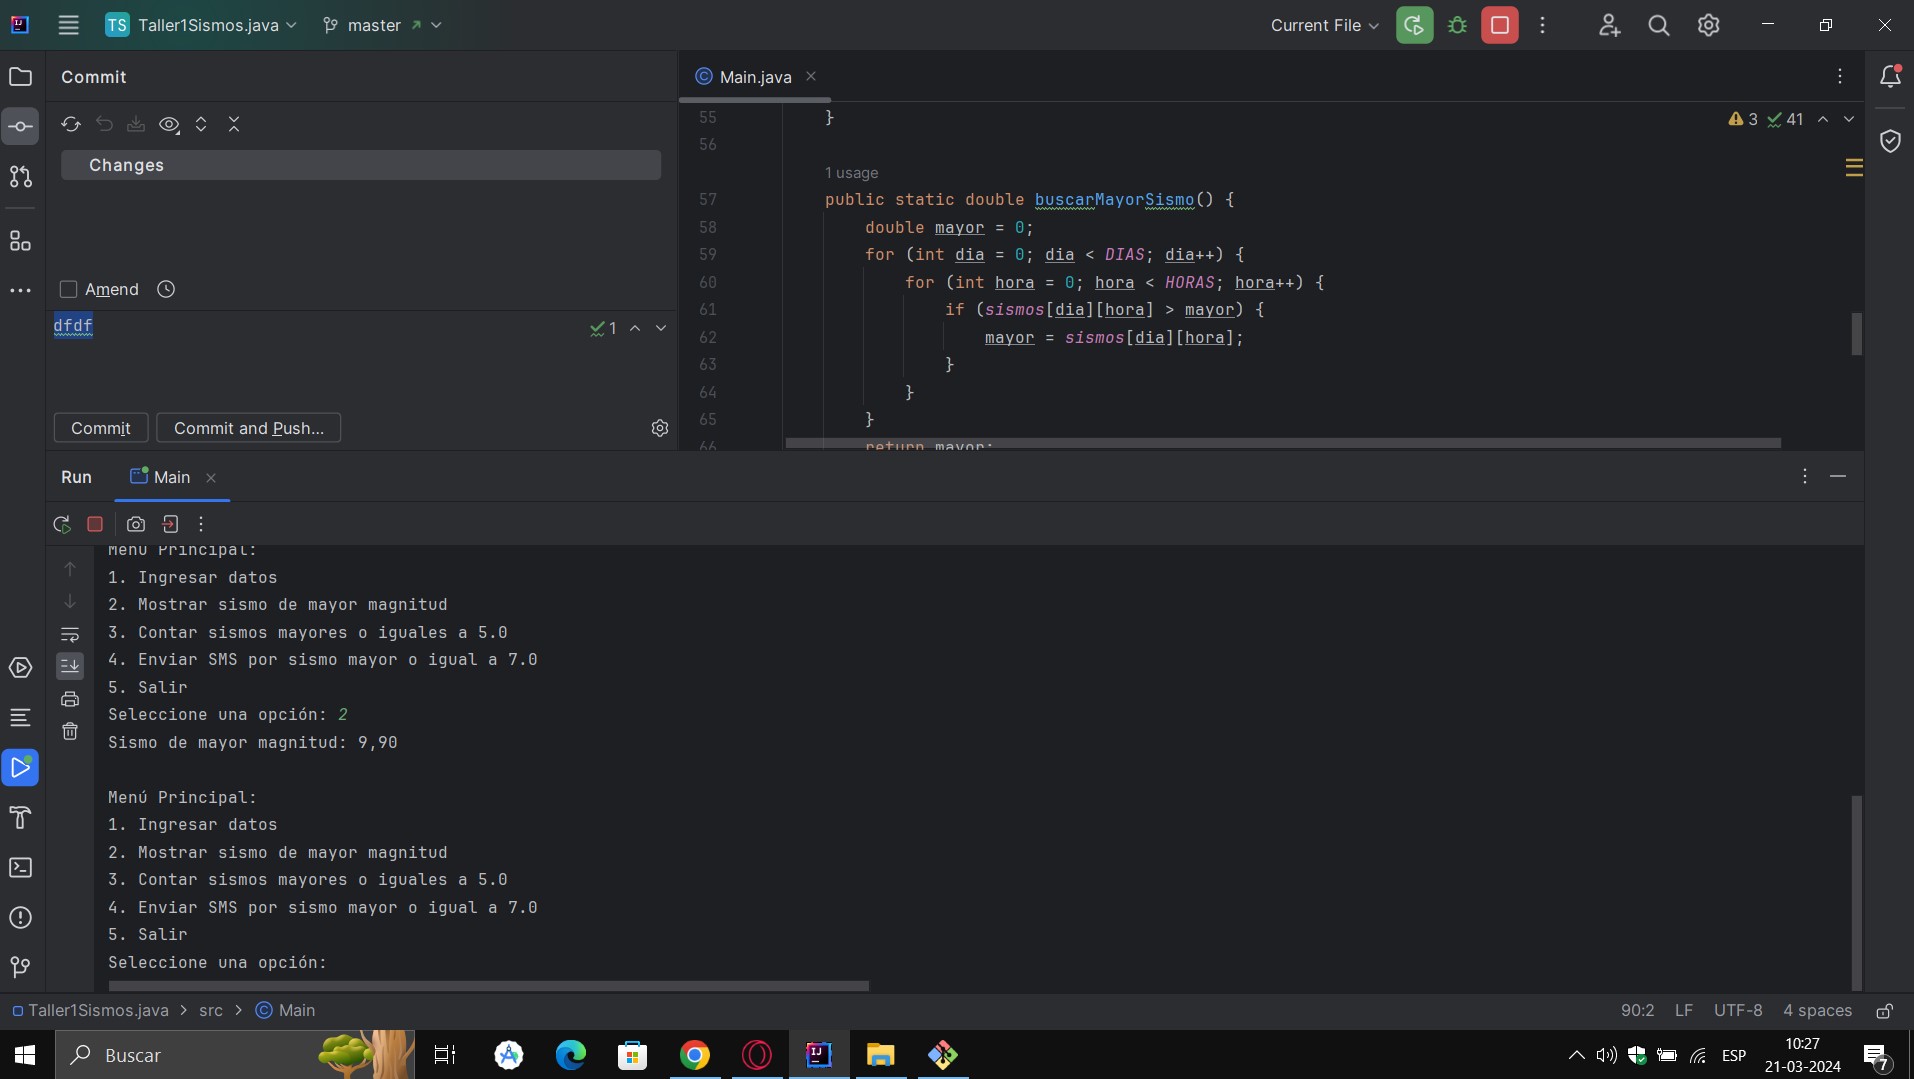 TS Taller1Sismos.java master Current File
Commit
Main.java
Changes
Amend
dfdf
1
Commit
Commit and Push...
3 41
55 }
56
1 usage
57 public static double buscarMayorSismo() {
58 double mayor = 0;
59 for (int dia = 0; dia < DIAS; dia++) {
60 for (int hora = 0; hora < HORAS; hora++) {
61 if (sismos[dia][hora] > mayor) {
62 mayor = sismos[dia][hora];
63 }
64 }
65 }
66 return mayor;
Run Main
Menú Principal:
1. Ingresar datos
2. Mostrar sismo de mayor magnitud
3. Contar sismos mayores o iguales a 5.0
4. Enviar SMS por sismo mayor o igual a 7.0
5. Salir
Seleccione una opción: 2
Sismo de mayor magnitud: 9,90
Menú Principal:
1. Ingresar datos
2. Mostrar sismo de mayor magnitud
3. Contar sismos mayores o iguales a 5.0
4. Enviar SMS por sismo mayor o igual a 7.0
5. Salir
Seleccione una opción:
Taller1Sismos.java > src > Main
90:2 LF UTF-8 4 spaces
Buscar
ESP
10:27
21-03-2024
7